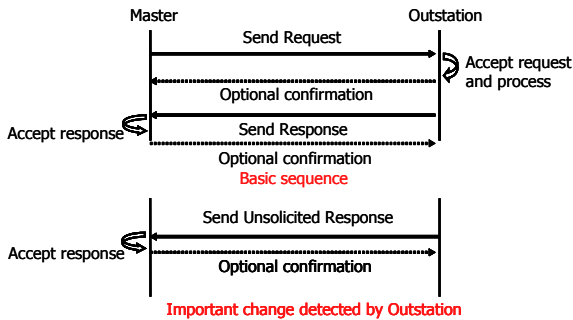 Master
Outstation
Send Request
Accept request
and process
Optional confirmation
Accept response
Send Response
Optional confirmation
Basic sequence
Send Unsolicited Response
Accept response
Optional confirmation
Important change detected by Outstation